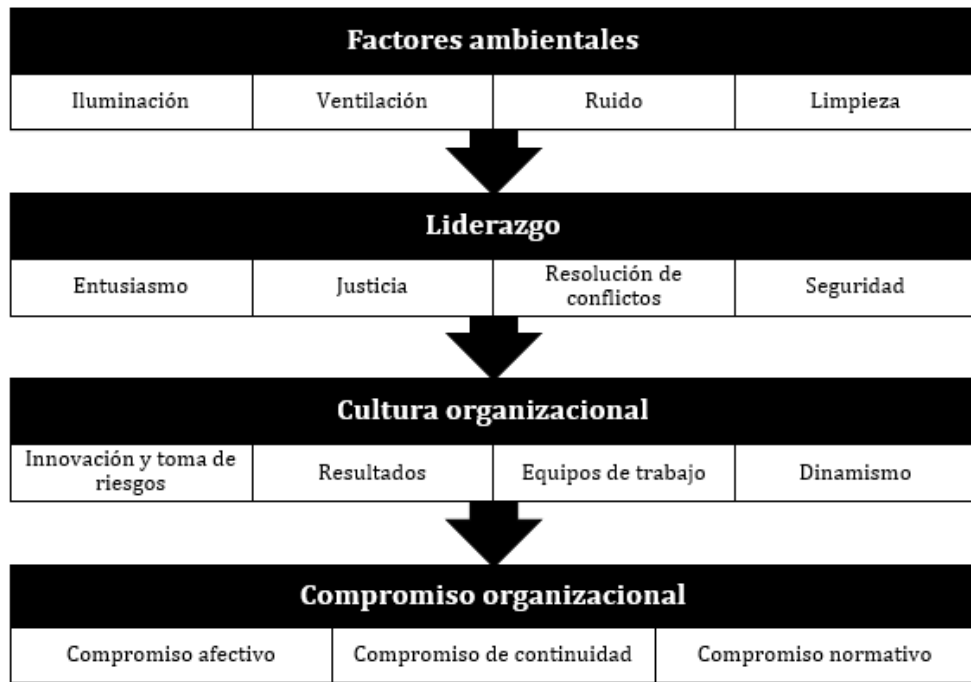 Factores ambientales
Iluminación
Ventilación
Ruido
Limpieza
Liderazgo
Entusiasmo
Justicia
Resolución de
conflictos
Seguridad
Cultura organizacional
Innovación y toma de
riesgos
Resultados
Equipos de trabajo
Dinamismo
Compromiso organizacional
Compromiso afectivo
Compromiso de continuidad
Compromiso normativo